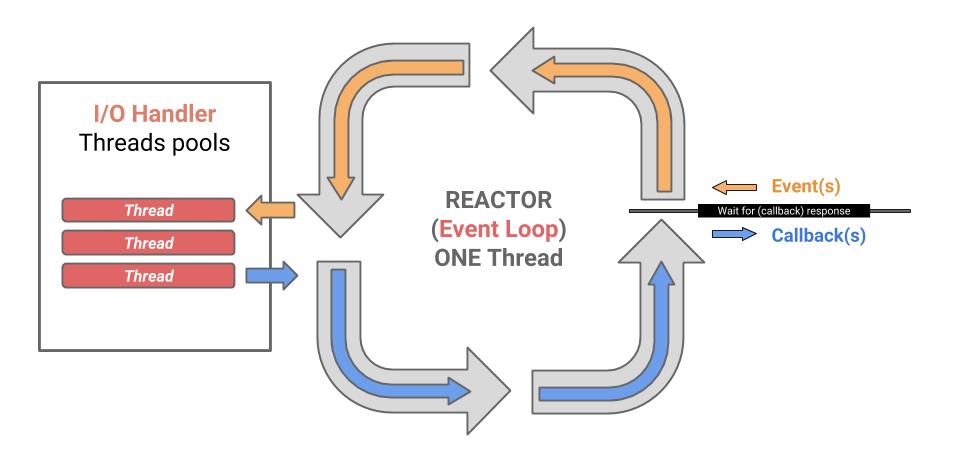 I/O Handler
Threads pools
Thread
Thread
Thread
REACTOR
(Event Loop)
ONE Thread
Event(s)
Wait for (callback) response
Callback(s)